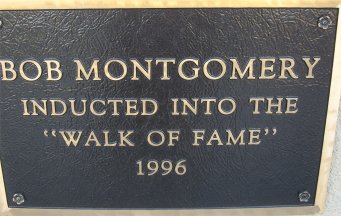 BOB MONTGOMERY
INDUCTED INTO THE
"WALK OF FAME"
1996